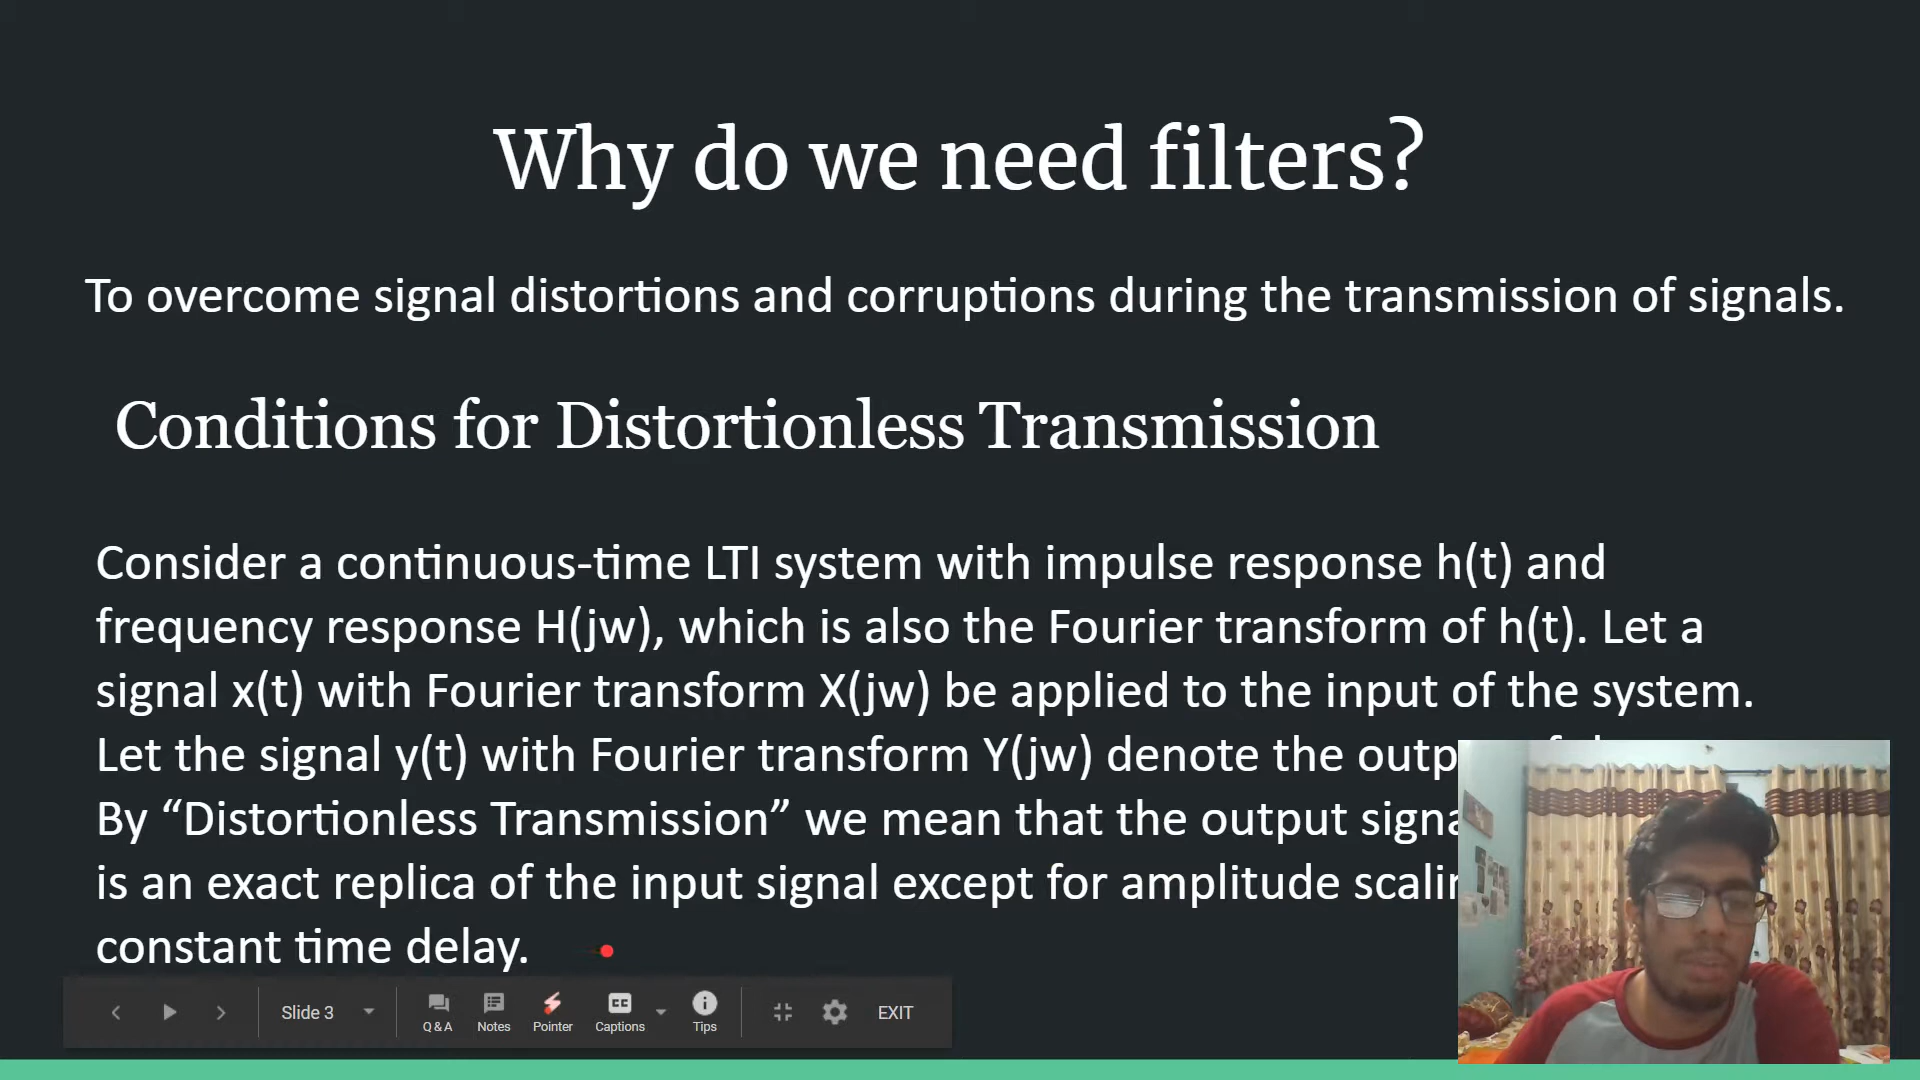 Why do we need filters?
To overcome signal distortions and corruptions during the transmission of signals.
Conditions for Distortionless Transmission
Consider a continuous-time LTI system with impulse response h(t) and
frequency response H(jw), which is also the Fourier transform of h(t). Let a
signal x(t) with Fourier transform X(jw) be applied to the input of the system.
Let the signal y(t) with Fourier transform Y(jw) denote the
By “Distortionless Transmission” we mean that the output
is an exact replica of the input signal except for amplitude
constant time delay.
Slide 3
Q&A
Notes
Pointer
CC
Captions
Tips
EXIT